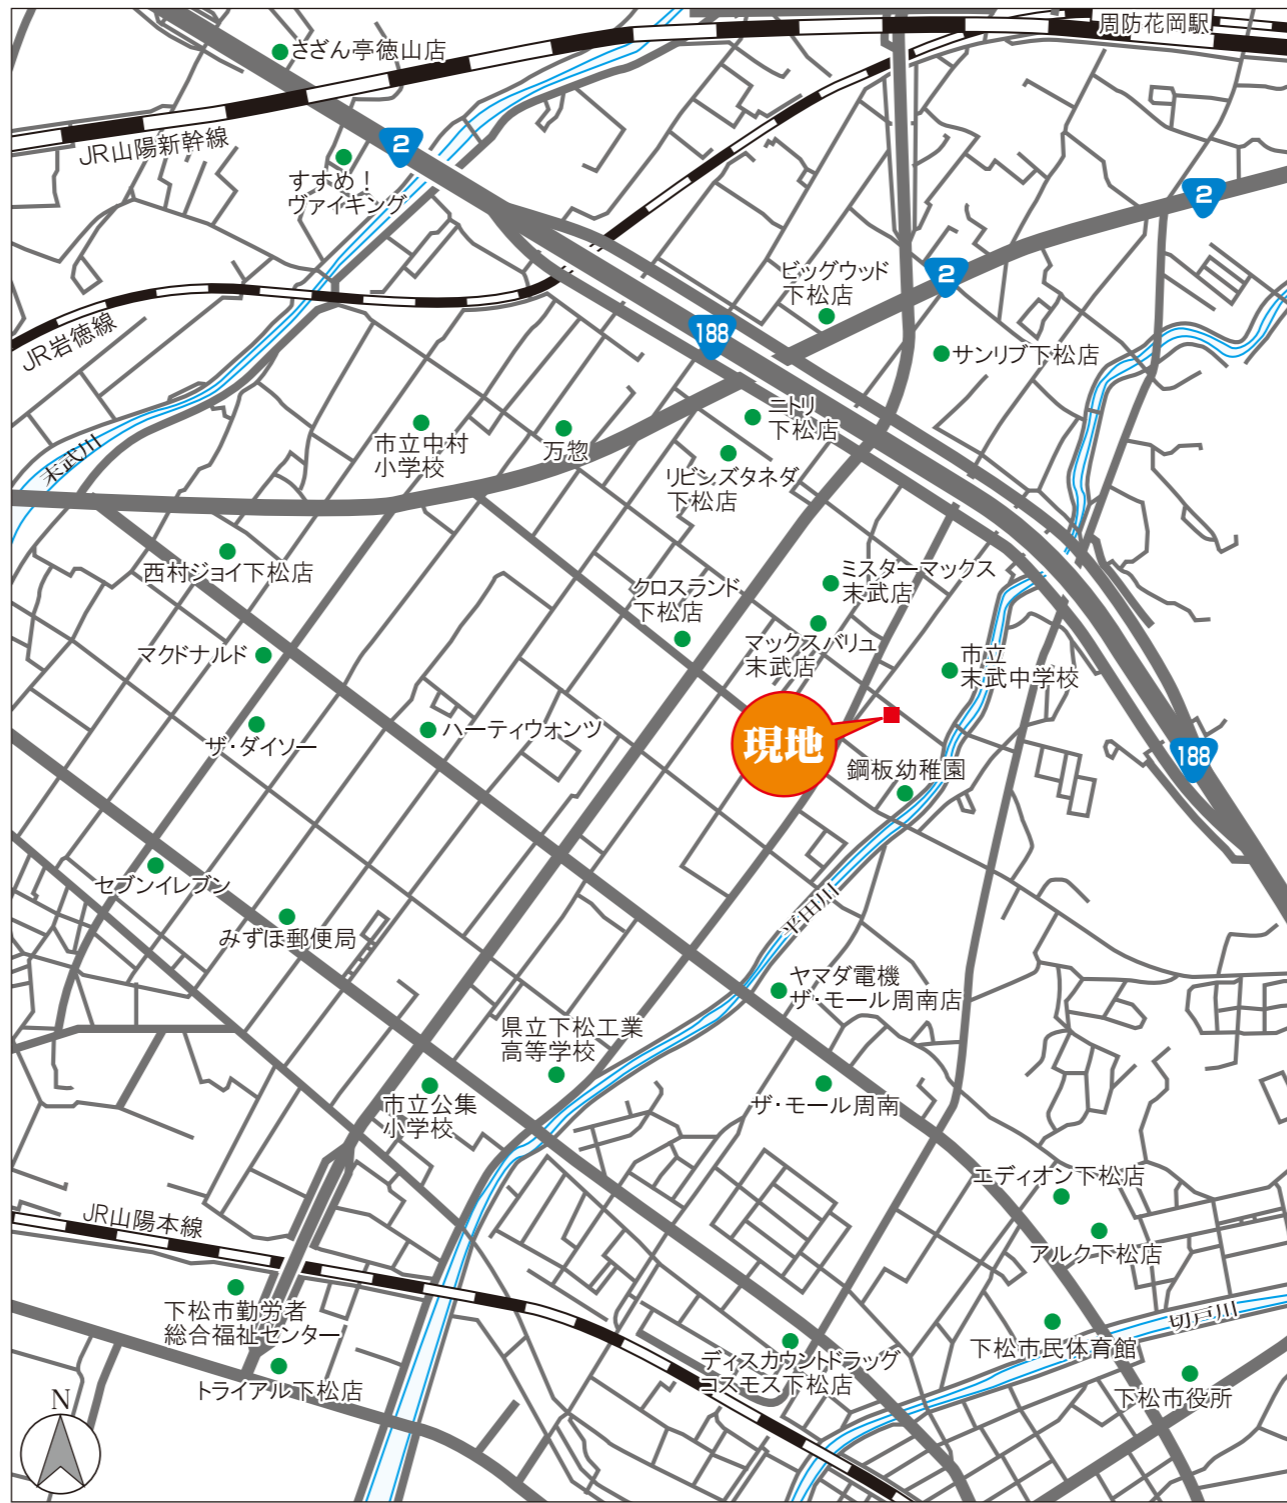 周防花岡駅
さざん亭徳山店
JR山陽新幹線
2
すすめ！
ヴァイキング
2
ビッグウッド
下松店
2
188
JR岩徳線
サンリブ下松店
ニトリ
下松店
市立中村
小学校
万惣
末武川
リビンズタネダ
下松店
西村ジョイ下松店
クロスランド
下松店
ミスターマックス
末武店
マックスバリュ
末武店
マクドナルド
市立
末武中学校
ザ・ダイソー
ハーティウォンツ
現地
188
鋼板幼稚園
セブンイレブン
平田川
みずほ郵便局
ヤマダ電機
ザ・モール周南店
県立下松工業
高等学校
市立公集
小学校
ザ・モール周南
エディオン下松店
JR山陽本線
アルク下松店
下松市勤労者
総合福祉センター
切戸川
下松市民体育館
ディスカウントドラッグ
コスモス下松店
トライアル下松店
下松市役所
N